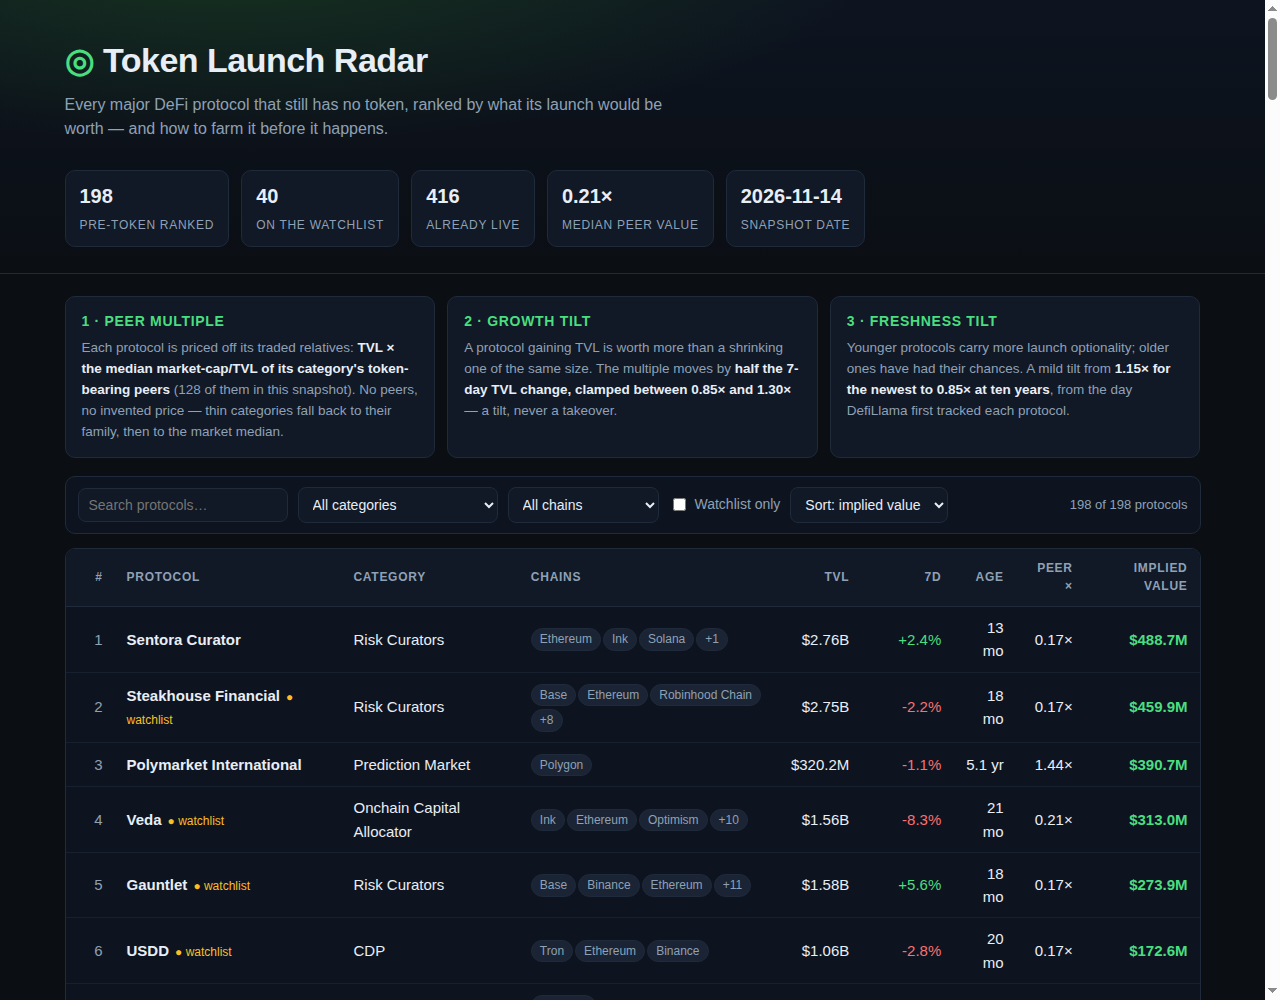 ◎ Token Launch Radar
Every major DeFi protocol that still has no token, ranked by what its launch would be
worth — and how to farm it before it happens.
198
PRE-TOKEN RANKED
40
ON THE WATCHLIST
416
ALREADY LIVE
0.21×
MEDIAN PEER VALUE
2026-11-14
SNAPSHOT DATE
1 · PEER MULTIPLE
Each protocol is priced off its traded relatives: TVL ×
the median market-cap/TVL of its category's token-
bearing peers (128 of them in this snapshot). No peers,
no invented price — thin categories fall back to their
family, then to the market median.
2 · GROWTH TILT
A protocol gaining TVL is worth more than a shrinking
one of the same size. The multiple moves by half the 7-
day TVL change, clamped between 0.85× and 1.30×
— a tilt, never a takeover.
3 · FRESHNESS TILT
Younger protocols carry more launch optionality; older
ones have had their chances. A mild tilt from 1.15× for
the newest to 0.85× at ten years, from the day
DefiLlama first tracked each protocol.
Search protocols… All categories All chains Watchlist only Sort: implied value 198 of 198 protocols
# PROTOCOL CATEGORY CHAINS TVL 7D AGE PEER × IMPLIED VALUE
1 Sentora Curator Risk Curators Ethereum Ink Solana +1 $2.76B +2.4% 13 mo 0.17× $488.7M
2 Steakhouse Financial ● watchlist Risk Curators Base Ethereum Robinhood Chain +8 $2.75B -2.2% 18 mo 0.17× $459.9M
3 Polymarket International Prediction Market Polygon $320.2M -1.1% 5.1 yr 1.44× $390.7M
4 Veda ● watchlist Onchain Capital Allocator Ink Ethereum Optimism +10 $1.56B -8.3% 21 mo 0.21× $313.0M
5 Gauntlet ● watchlist Risk Curators Base Binance Ethereum +11 $1.58B +5.6% 18 mo 0.17× $273.9M
6 USDD ● watchlist CDP Tron Ethereum Binance $1.06B -2.8% 20 mo 0.17× $172.6M